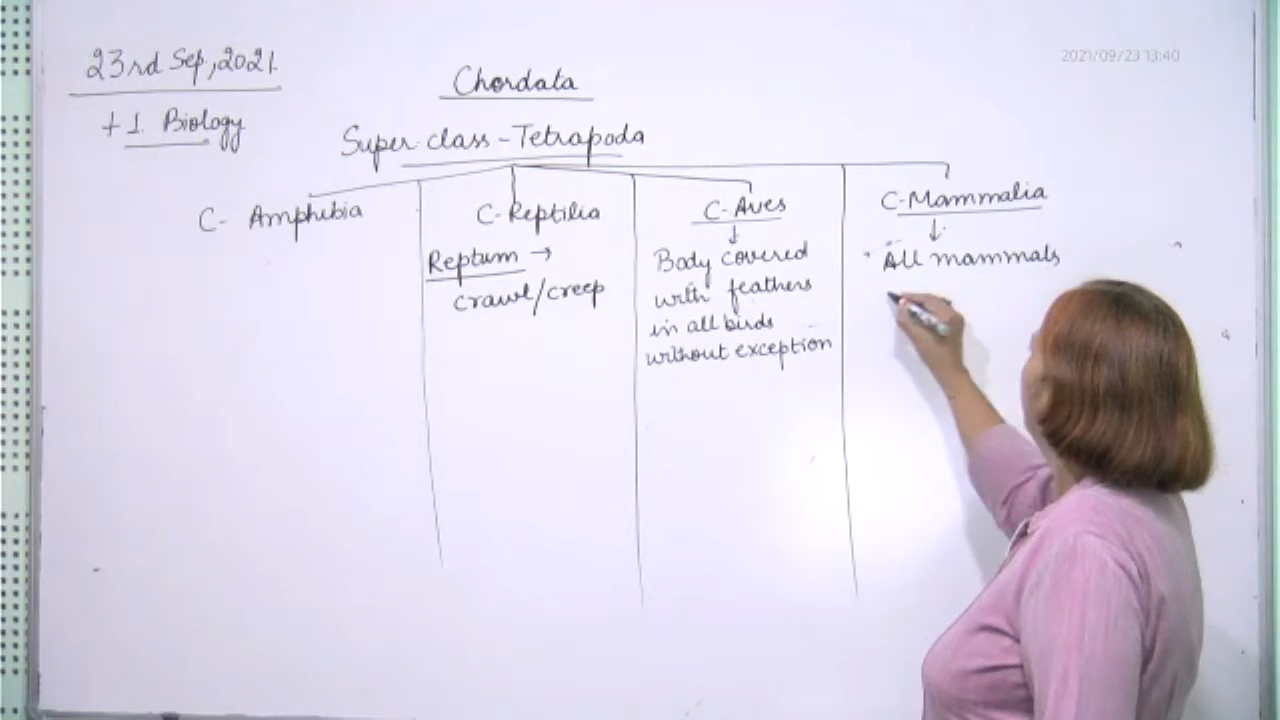 23rd Sep, 2021.
2021/09/23 13:40
+1 Biology
Chordata
Super class - Tetrapoda
C- Amphibia
C- Reptilia
Reptum →
crawl/creep
C- Aves
↓
Body covered
with feathers
in all birds
without exception
C- Mammalia
↓
All mammals